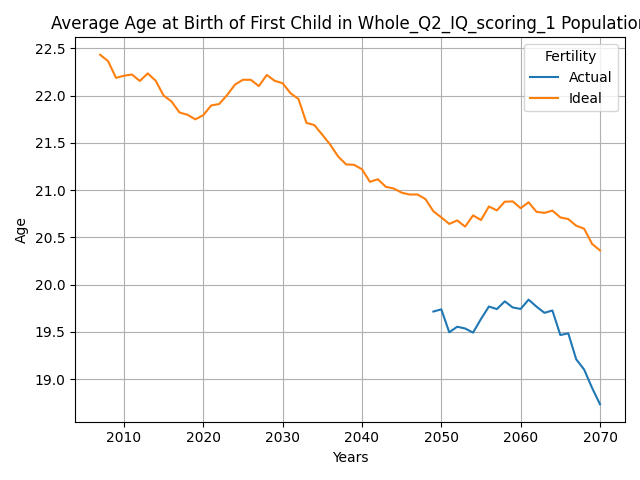 Average Age at Birth of First Child in Whole_Q2_IQ_scoring_1 Population
Fertility
Actual
Ideal
22.5
22.0
21.5
21.0
20.5
20.0
19.5
19.0
Age
2010 2020 2030 2040 2050 2060 2070
Years